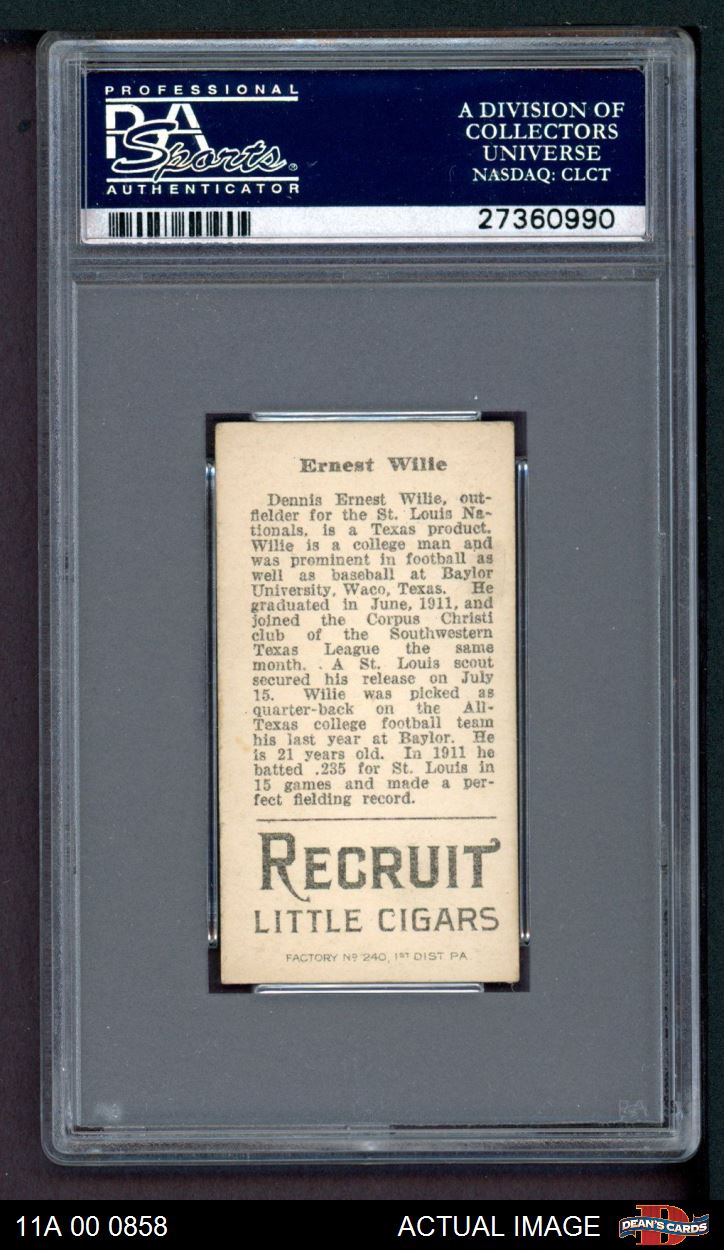 PROFESSIONAL
PSA
Sports
AUTHENTICATOR
A DIVISION OF
COLLECTORS
UNIVERSE
NASDAQ: CLCT
27360990
Ernest Wilie
Dennis Ernest Wilie, out-
fielder for the St. Louis Na-
tionals, is a Texas product.
Wilie is a college man and
was prominent in football as
well as baseball at Baylor
University, Waco, Texas. He
graduated in June, 1911, and
joined the Corpus Christi
club of the Southwestern
Texas League the same
month. A St. Louis scout
secured his release on July
15. Wilie was picked as
quarter-back on the All-
Texas college football team
his last year at Baylor. He
is 21 years old. In 1911 he
batted .235 for St. Louis in
15 games and made a per-
fect fielding record.
RECRUIT
LITTLE CIGARS
FACTORY Nº 240, 1ST DIST PA.
11A 00 0858
ACTUAL IMAGE
DEAN'S CARDS